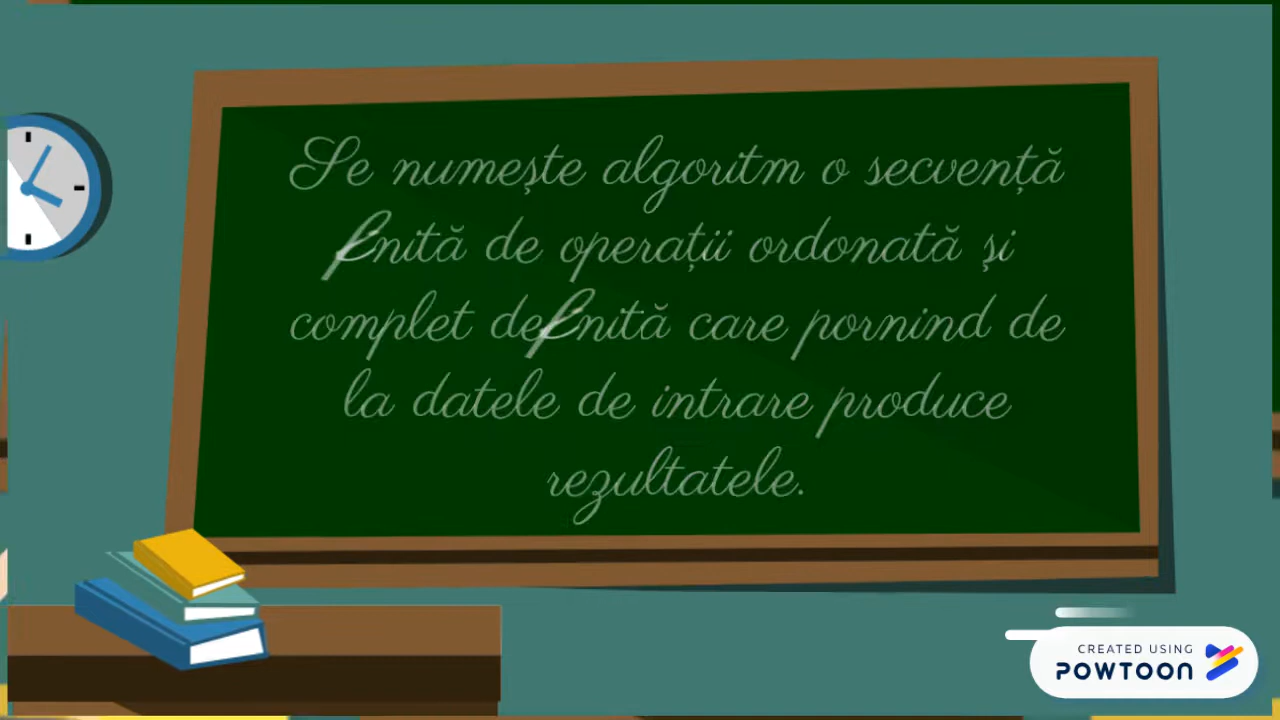 Se numește algoritm o secvență
finită de operații ordonată și
complet definită care pornind de
la datele de intrare produce
rezultatele.
CREATED USING
POWTOON